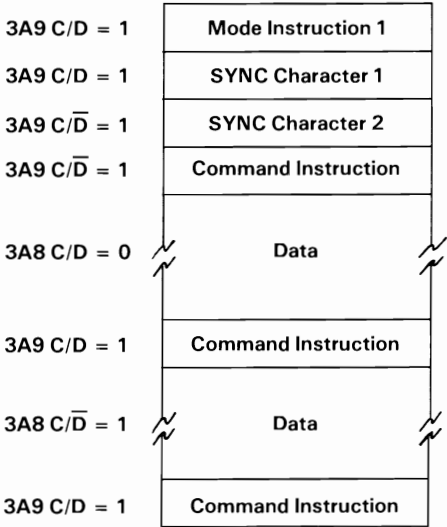 3A9 C/D = 1 Mode Instruction 1
3A9 C/D = 1 SYNC Character 1
3A9 C/D̅ = 1 SYNC Character 2
3A9 C/D̅ = 1 Command Instruction
3A8 C/D = 0 Data
3A9 C/D = 1 Command Instruction
3A8 C/D̅ = 1 Data
3A9 C/D = 1 Command Instruction